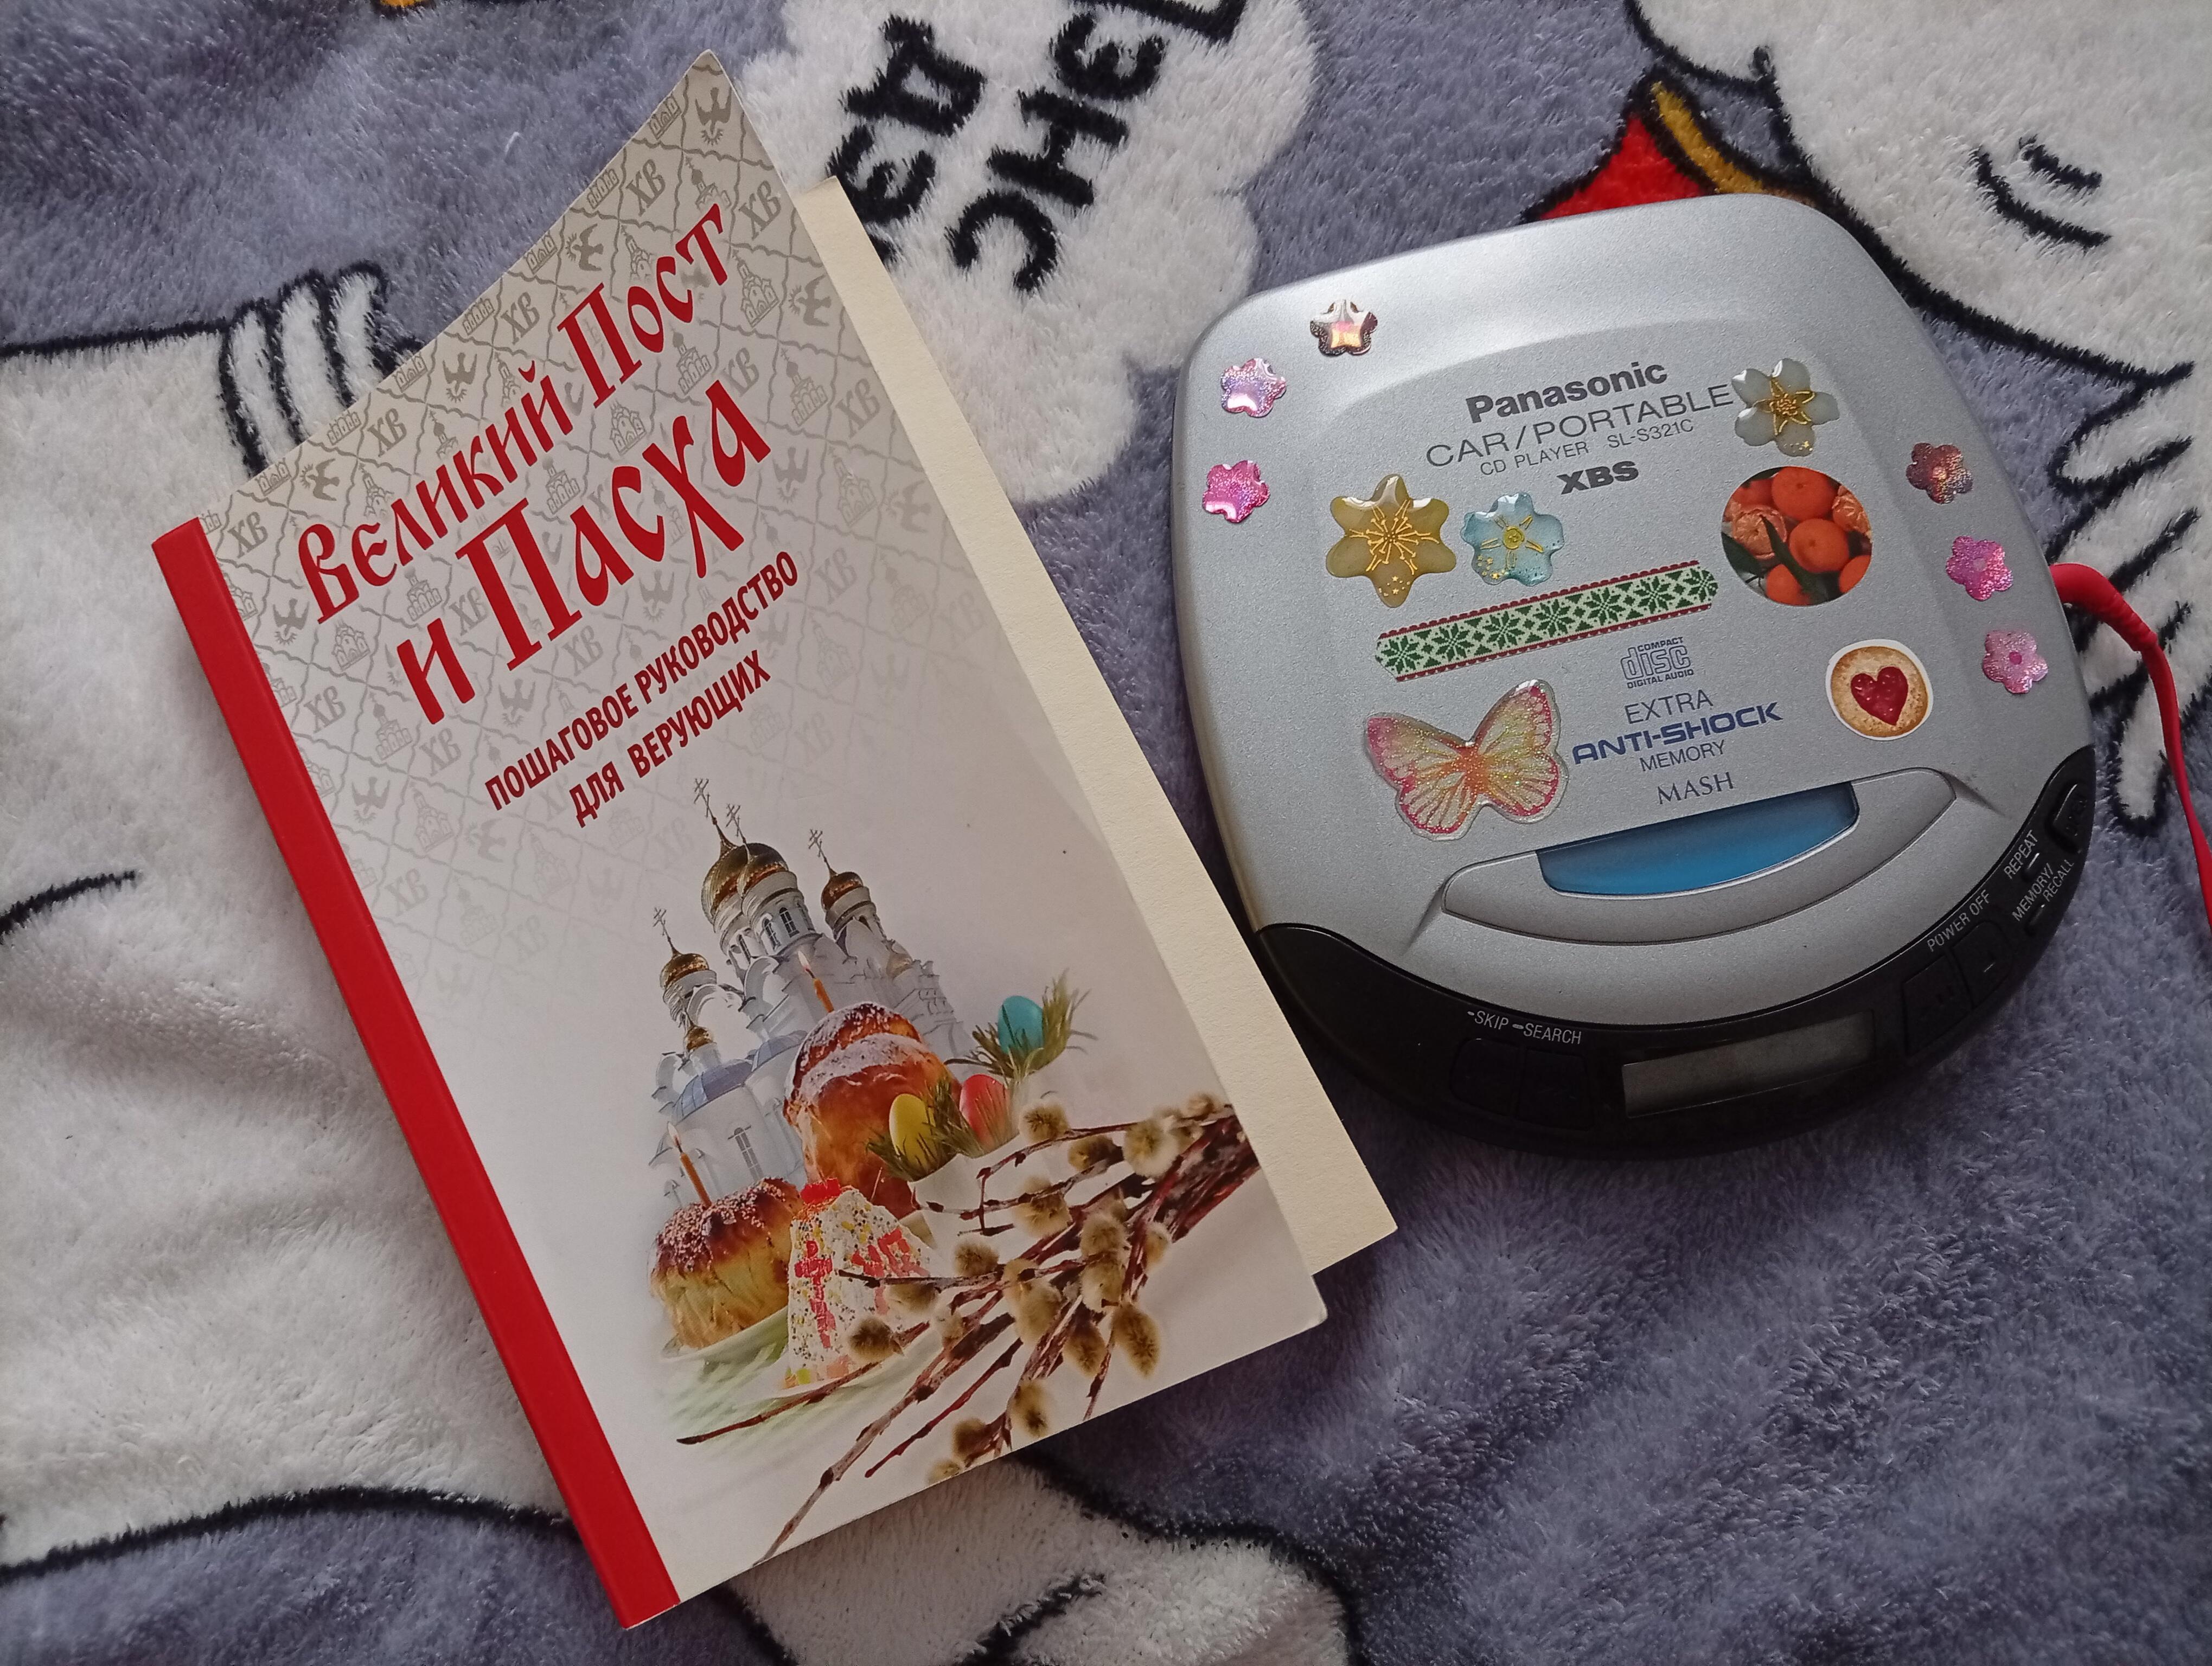 Великий Пост
и Пасха
ПОШАГОВОЕ РУКОВОДСТВО
ДЛЯ ВЕРУЮЩИХ
Panasonic
CAR/PORTABLE
CD PLAYER SL-S321C
XBS
COMPACT
disc
DIGITAL AUDIO
EXTRA
ANTI-SHOCK
MEMORY
MASH
REPEAT
MEMORY/
RECALL
POWER OFF
-SKIP -SEARCH
ХВ